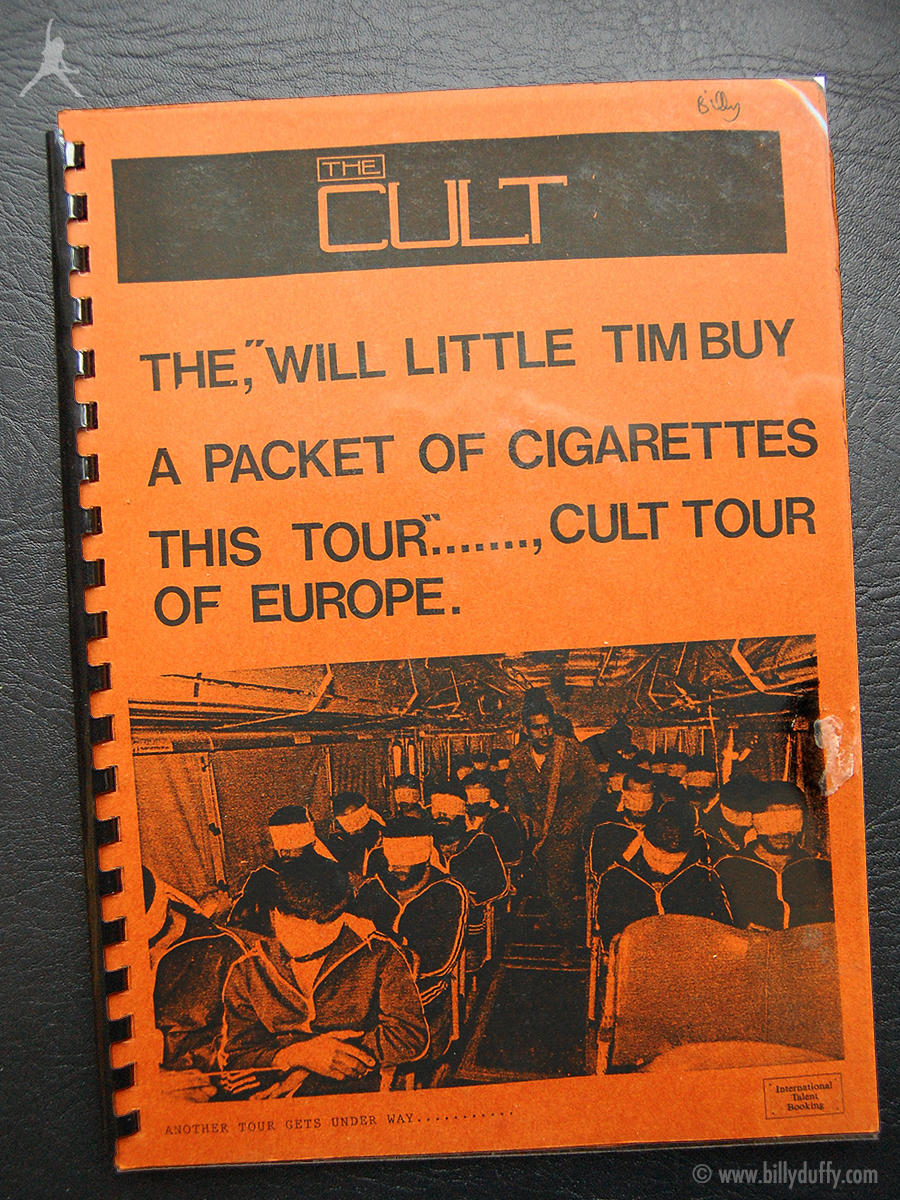 Billy
THE
CULT
THE,"WILL LITTLE TIM BUY
A PACKET OF CIGARETTES
THIS TOUR"......., CULT TOUR
OF EUROPE.
International
Talent
Booking
ANOTHER TOUR GETS UNDER WAY...........
© www.billyduffy.com